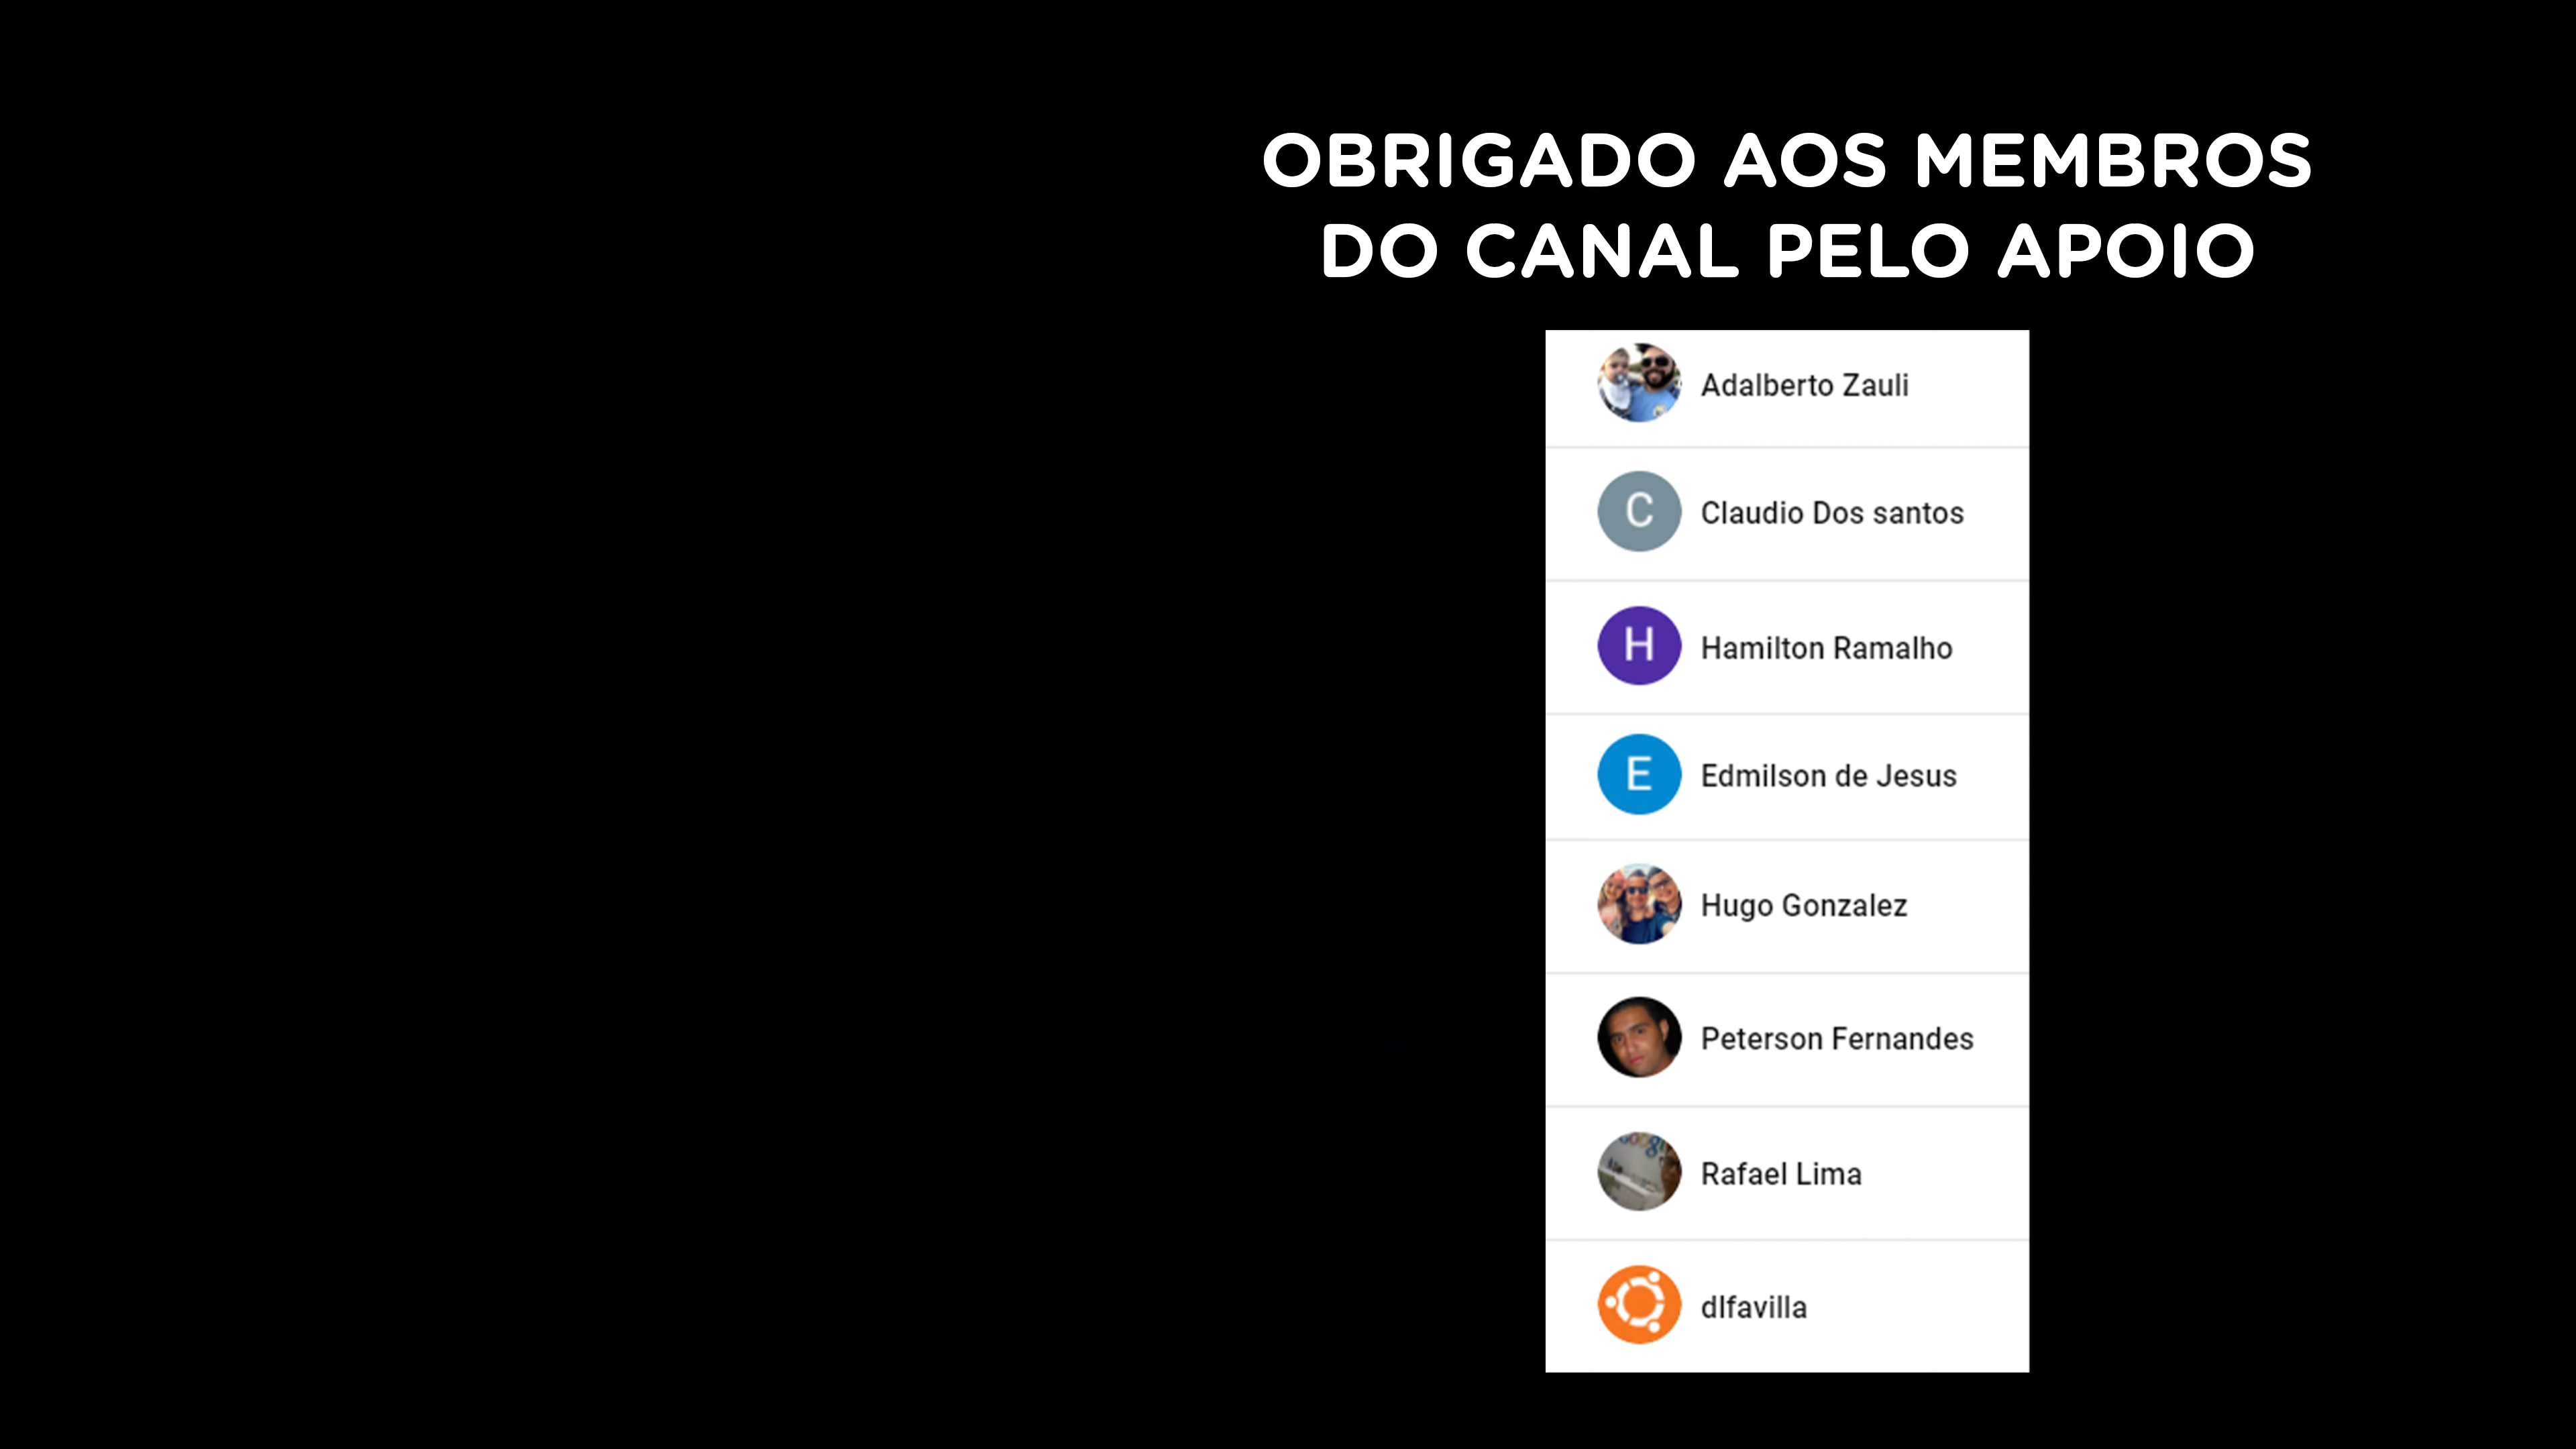 OBRIGADO AOS MEMBROS
DO CANAL PELO APOIO
Adalberto Zauli
C
Claudio Dos santos
H
Hamilton Ramalho
E
Edmilson de Jesus
Hugo Gonzalez
Peterson Fernandes
Rafael Lima
dlfavilla